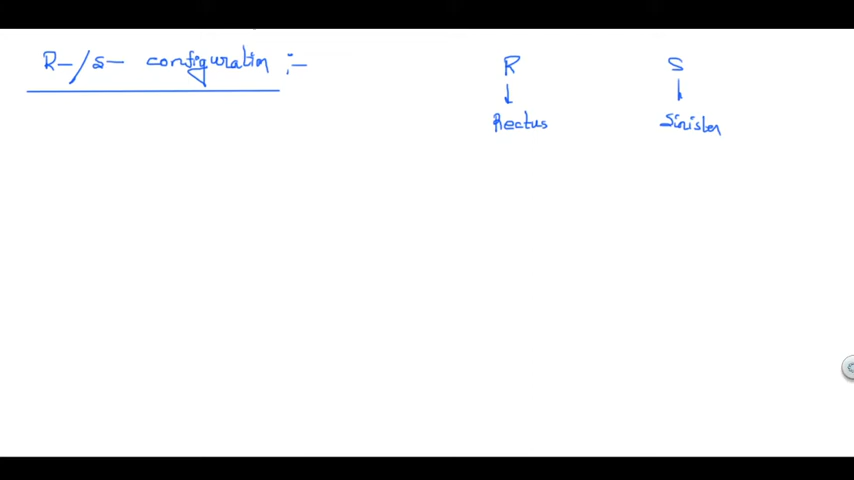 R-/S- configuration :-
R S
↓ ↓
Rectus Sinister